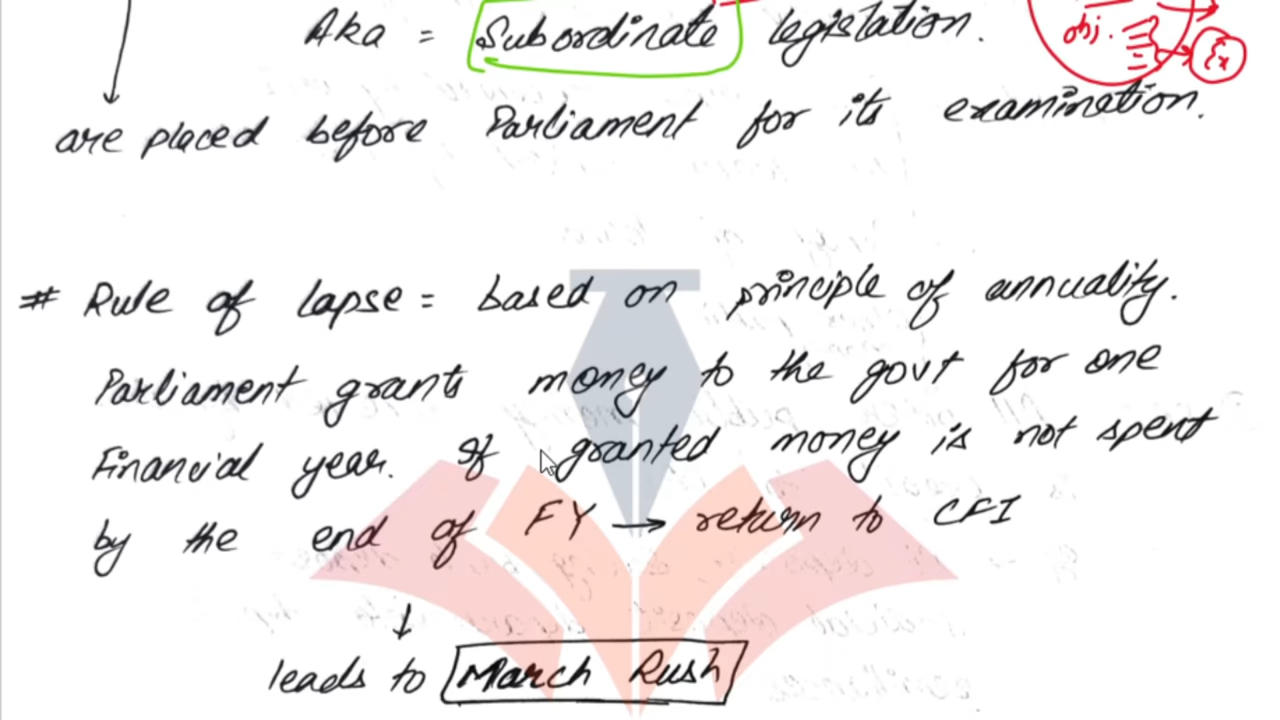 Aka = Subordinate legislation.
obj.
Ex
are placed before Parliament for its examination.
# Rule of lapse = based on principle of annuality.
Parliament grants money to the govt for one
Financial year. If granted money is not spent
by the end of FY → return to CFI
↓
leads to March Rush